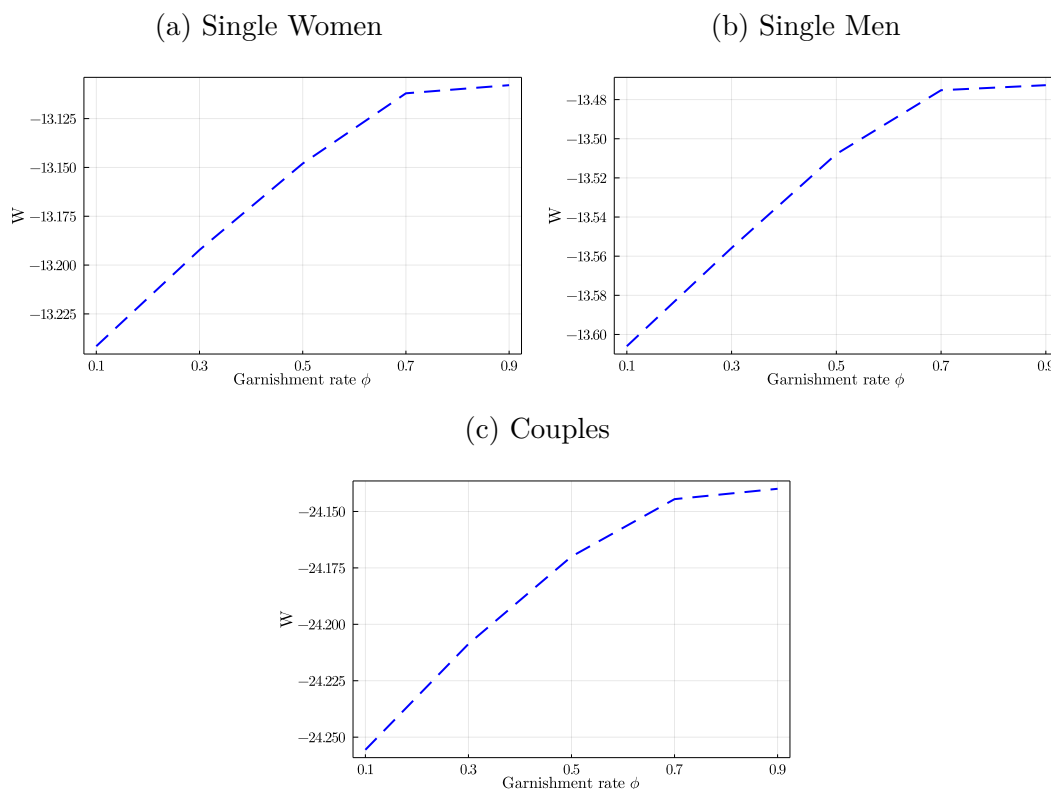 (a) Single Women
−13.125
−13.150
−13.175
−13.200
−13.225
W
0.1 0.3 0.5 0.7 0.9
Garnishment rate ϕ
(b) Single Men
−13.48
−13.50
−13.52
−13.54
−13.56
−13.58
−13.60
W
0.1 0.3 0.5 0.7 0.9
Garnishment rate ϕ
(c) Couples
−24.150
−24.175
−24.200
−24.225
−24.250
W
0.1 0.3 0.5 0.7 0.9
Garnishment rate ϕ